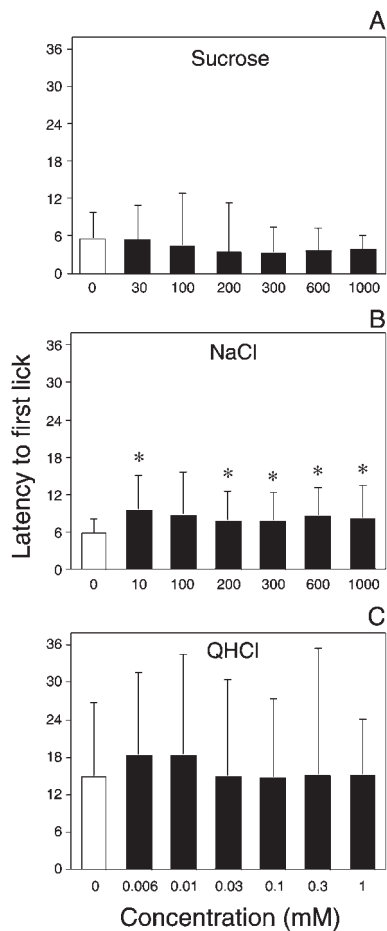 A
Sucrose
36
30
24
18
12
6
0
0 30 100 200 300 600 1000
B
NaCl
Latency to first lick
36
30
24
18
12
6
0
* * * * *
0 10 100 200 300 600 1000
C
QHCl
36
30
24
18
12
6
0
0 0.006 0.01 0.03 0.1 0.3 1
Concentration (mM)